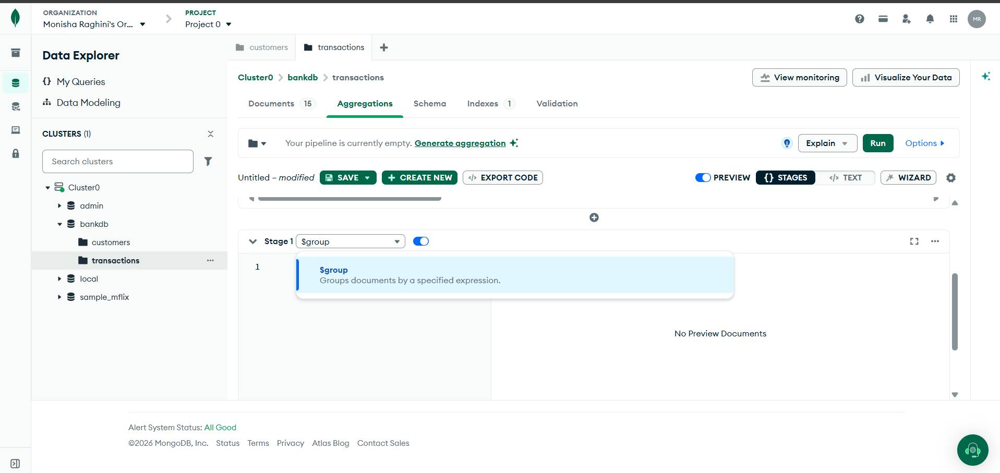 ORGANIZATION
Monisha Raghini's Or...
PROJECT
Project 0
MR
Data Explorer
My Queries
Data Modeling
CLUSTERS (1)
Search clusters
Cluster0
admin
bankdb
customers
transactions
local
sample_mflix
customers
transactions
Cluster0 > bankdb > transactions
View monitoring
Visualize Your Data
Documents 15
Aggregations
Schema
Indexes 1
Validation
Your pipeline is currently empty. Generate aggregation
Explain
Run
Options
Untitled – modified
SAVE
CREATE NEW
</> EXPORT CODE
PREVIEW
{} STAGES
</> TEXT
WIZARD
Stage 1 $group
1
$group
Groups documents by a specified expression.
No Preview Documents
Alert System Status: All Good
©2026 MongoDB, Inc. Status Terms Privacy Atlas Blog Contact Sales